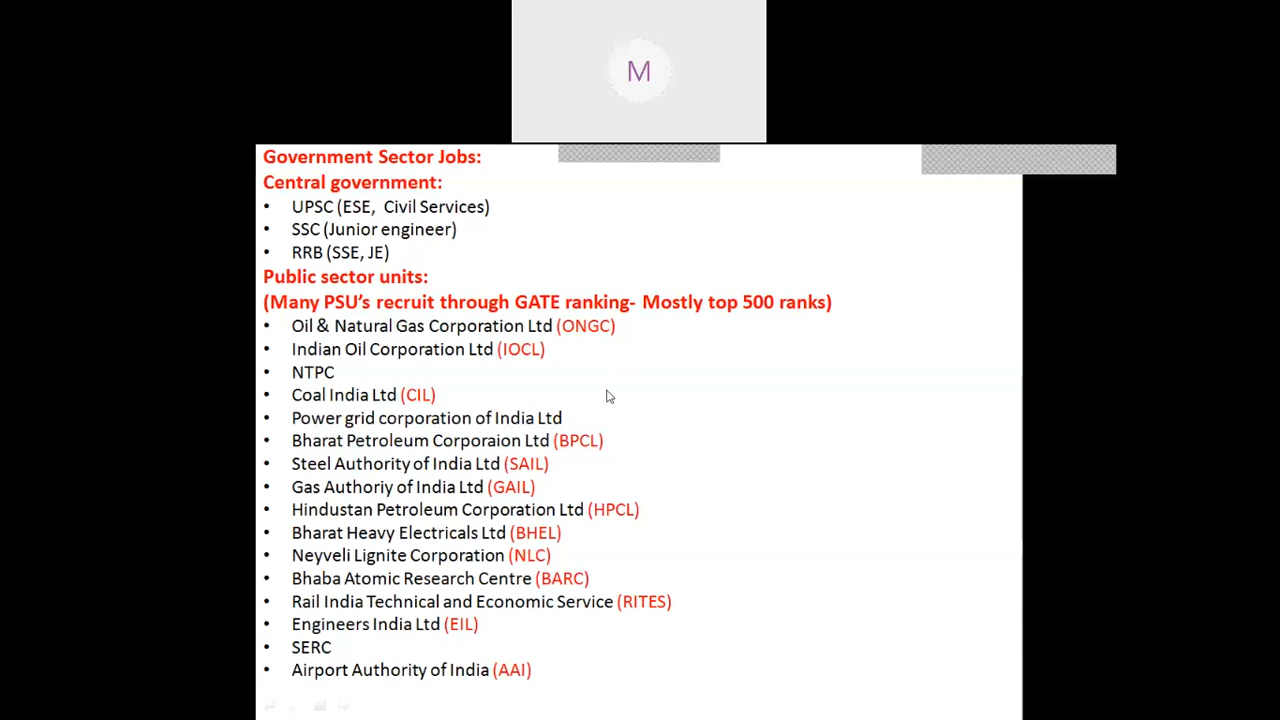 M
Government Sector Jobs:
Central government:
• UPSC (ESE, Civil Services)
• SSC (Junior engineer)
• RRB (SSE, JE)
Public sector units:
(Many PSU's recruit through GATE ranking- Mostly top 500 ranks)
• Oil & Natural Gas Corporation Ltd (ONGC)
• Indian Oil Corporation Ltd (IOCL)
• NTPC
• Coal India Ltd (CIL)
• Power grid corporation of India Ltd
• Bharat Petroleum Corporaion Ltd (BPCL)
• Steel Authority of India Ltd (SAIL)
• Gas Authoriy of India Ltd (GAIL)
• Hindustan Petroleum Corporation Ltd (HPCL)
• Bharat Heavy Electricals Ltd (BHEL)
• Neyveli Lignite Corporation (NLC)
• Bhaba Atomic Research Centre (BARC)
• Rail India Technical and Economic Service (RITES)
• Engineers India Ltd (EIL)
• SERC
• Airport Authority of India (AAI)